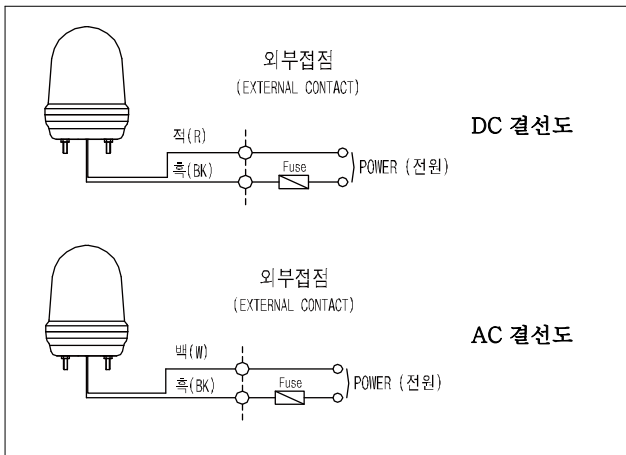 외부접점
(EXTERNAL CONTACT)
DC 결선도
적(R)
흑(BK)
Fuse
POWER (전원)
외부접점
(EXTERNAL CONTACT)
AC 결선도
백(W)
흑(BK)
Fuse
POWER (전원)